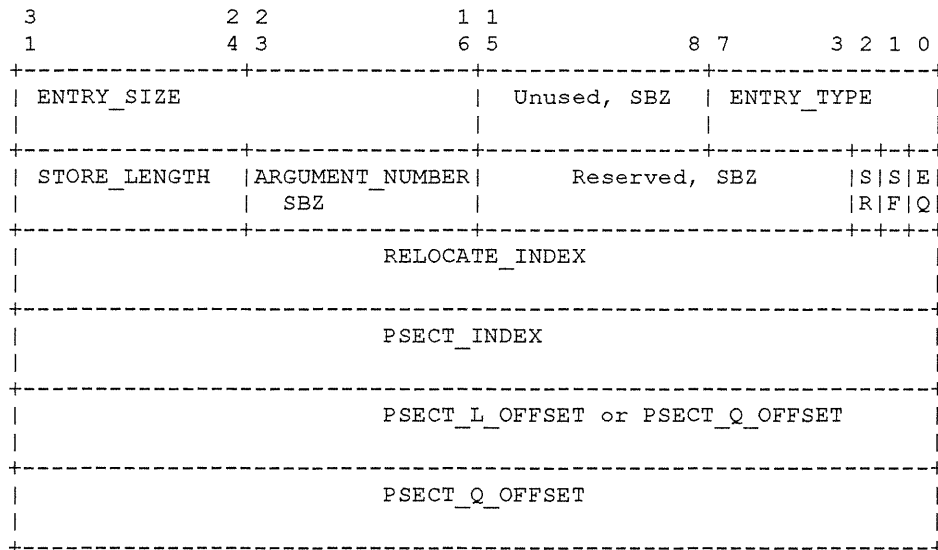 3 2 2 1 1
1 4 3 6 5 8 7 3 2 1 0
ENTRY_SIZE Unused, SBZ ENTRY_TYPE
STORE_LENGTH |ARGUMENT_NUMBER| Reserved, SBZ |S|S|E
SBZ |R|F|Q
RELOCATE_INDEX
PSECT_INDEX
PSECT_L_OFFSET or PSECT_Q_OFFSET
PSECT_Q_OFFSET